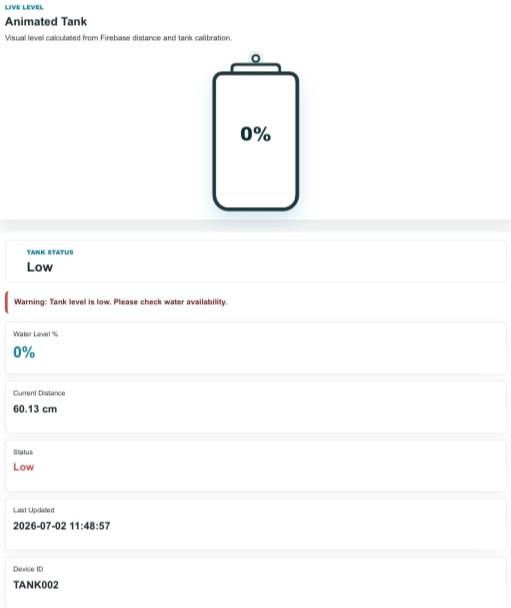 LIVE LEVEL
Animated Tank
Visual level calculated from Firebase distance and tank calibration.
0%
TANK STATUS
Low
Warning: Tank level is low. Please check water availability.
Water Level %
0%
Current Distance
60.13 cm
Status
Low
Last Updated
2026-07-02 11:48:57
Device ID
TANK002